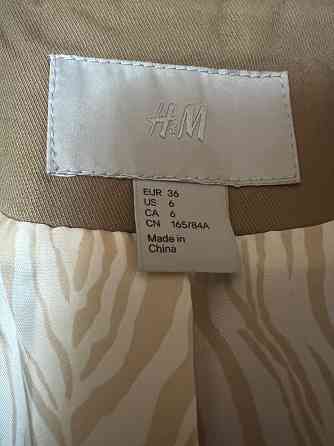 H&M
EUR 36
US 6
CA 6
CN 165/84A
Made in
China